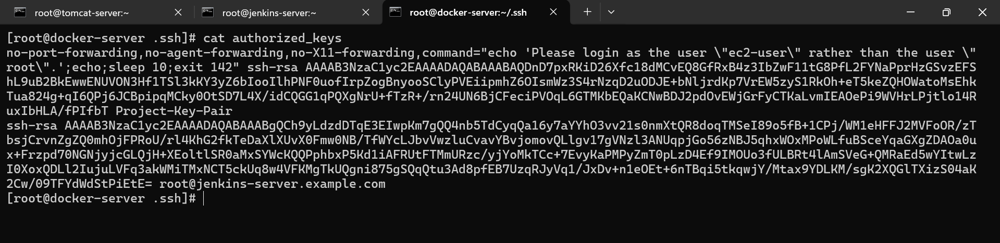 root@tomcat-server:~
root@jenkins-server:~
root@docker-server:~/.ssh
[root@docker-server .ssh]# cat authorized_keys
no-port-forwarding,no-agent-forwarding,no-X11-forwarding,command="echo 'Please login as the user \"ec2-user\" rather than the user \"
root\".';echo;sleep 10;exit 142" ssh-rsa AAAAB3NzaC1yc2EAAAADAQABAAABAQDnD7pxRKiD26Xfc18dMCvEQ8GfRxB4z3IbZwF11tG8PfL2FYNaPprHzGSvzEFS
hL9uB2BkEwwENUVON3Hf1TSl3kKY3yZ6bIooIlhPNF0uofIrpZogBnyooSClyPVEiipmhZ6OIsmWz3S4rNzqD2uODJE+bNljrdKp7VrEW5zyS1RkOh+eT5keZQHOWatoMsEhk
Tua824g+qI6QPj6JCBpipqMCky0OtSD7L4X/idCQGG1qPQXgNrU+fTzR+/rn24UN6BjCFeciPVOqL6GTMKbEQaKCNwBDJ2pdOvEWjGrFyCTKaLvmIEAOePi9WVHrLPjtlo14R
uxIbHLA/fPIfbT Project-Key-Pair
ssh-rsa AAAAB3NzaC1yc2EAAAADAQABAAABgQCh9yLdzdDTqE3EIwpKm7gQQ4nb5TdCyqQa16y7aYYhO3vv21s0nmXtQR8doqTMSeI89o5fB+1CPj/WM1eHFFJ2MVFoOR/zT
bsjCrvnZgZQ0mhOjFPRoU/rl4KhG2fkTeDaXlXUvX0Fmw0NB/TfWYcLJbvVwzluCvavYBvjomovQLlgv17gVNzl3ANUqpjGo56zNBJ5qhxWOxMPoWLfuBSceYqaGXgZDAOa0u
x+Frzpd70NGNjyjcGLQjH+XEoltlSR0aMxSYWcKQQPphbxP5Kd1iAFRUtFTMmURzc/yjYoMkTCc+7EvyKaPMPyZmT0pLzD4Ef9IMOUo3fULBRt4lAmSVeG+QMRaEd5wYItwLz
I0XoxQDLl2IujuLVFq3akWMiTMxNCT5ckUq8w4VFKMgTkUQgni875gSQqQtu3Ad8pfEB7UzqRJyVq1/JxDv+n1eOEt+6nTBqi5tkqwjY/Mtax9YDLKM/sgK2XQGlTXizS04aK
2Cw/09TFYdWdStPiEtE= root@jenkins-server.example.com
[root@docker-server .ssh]#